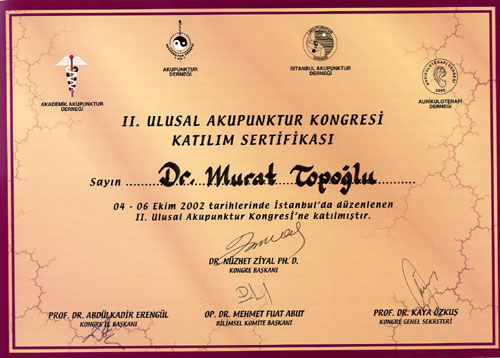 AKUPUNKTUR
DERNEĞİ
İSTANBUL AKUPUNKTUR
DERNEĞİ
AKADEMİK AKUPUNKTUR
DERNEĞİ
AURİKULOTERAPİ
DERNEĞİ
II. ULUSAL AKUPUNKTUR KONGRESİ
KATILIM SERTİFİKASI
Sayın Dr. Murat Topoğlu
04 - 06 Ekim 2002 tarihlerinde İstanbul'da düzenlenen
II. Ulusal Akupunktur Kongresi'ne katılmıştır.
DR. NÜZHET ZİYAL PH. D.
KONGRE BAŞKANI
PROF. DR. ABDÜLKADİR ERENGÜL
KONGRE II. BAŞKANI
OP. DR. MEHMET FUAT ABUT
BİLİMSEL KOMİTE BAŞKANI
PROF. DR. KAYA ÖZKUŞ
KONGRE GENEL SEKRETERİ